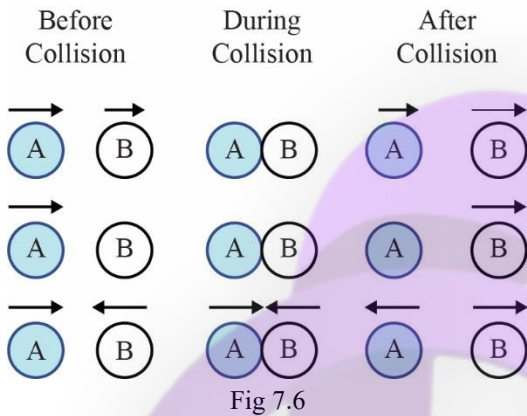 Before During After
Collision Collision Collision
A B A B A B
A B A B A B
A B A B A B
Fig 7.6